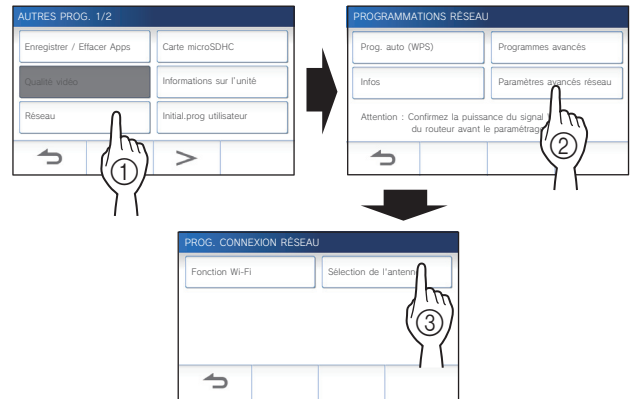 AUTRES PROG. 1/2
Enregistrer / Effacer Apps
Carte microSDHC
Qualité vidéo
Informations sur l'unité
Réseau
Initial.prog utilisateur
>
1
PROGRAMMATIONS RÉSEAU
Prog. auto (WPS)
Programmes avancés
Infos
Paramètres avancés réseau
Attention : Confirmez la puissance du signal
du routeur avant le paramétrage
2
PROG. CONNEXION RÉSEAU
Fonction Wi-Fi
Sélection de l'antenne
3